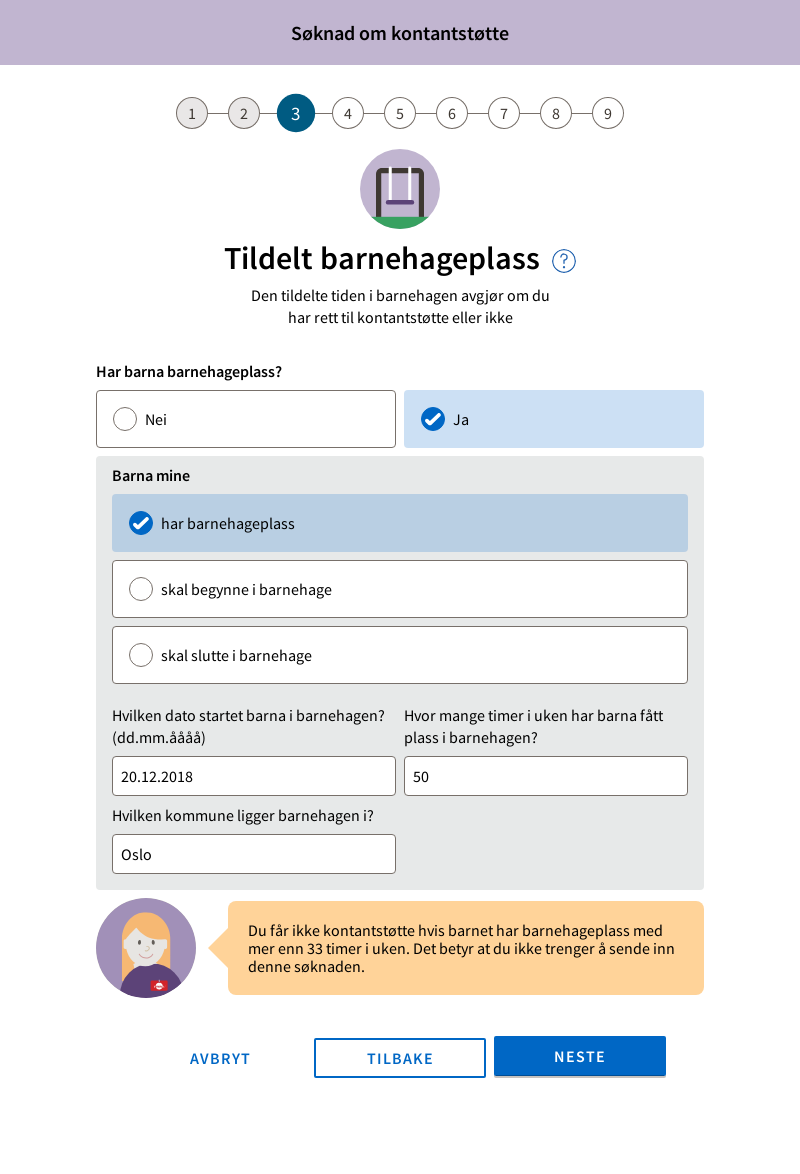 Søknad om kontantstøtte
1 2 3 4 5 6 7 8 9
Tildelt barnehageplass ?
Den tildelte tiden i barnehagen avgjør om du
har rett til kontantstøtte eller ikke
Har barna barnehageplass?
Nei
Ja
Barna mine
har barnehageplass
skal begynne i barnehage
skal slutte i barnehage
Hvilken dato startet barna i barnehagen?
(dd.mm.åååå)
20.12.2018
Hvor mange timer i uken har barna fått
plass i barnehagen?
50
Hvilken kommune ligger barnehagen i?
Oslo
Du får ikke kontantstøtte hvis barnet har barnehageplass med
mer enn 33 timer i uken. Det betyr at du ikke trenger å sende inn
denne søknaden.
AVBRYT
TILBAKE
NESTE